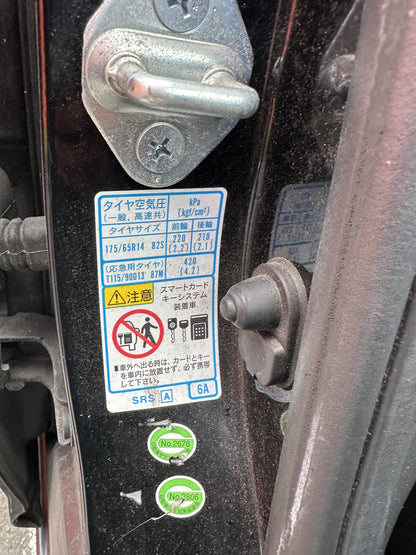 タイヤ空気圧 kPa
(一般, 高速共) [kgf/cm²]
タイヤサイズ 前輪 後輪
175/65R14 82S 220 210
(2.2) (2.1)
(応急用タイヤ) 420
T115/90D13 87M (4.2)
注意 スマートカード
キーシステム
装着車
■車外へ出る時は、カードとキー
を車内に放置せず、必ず携帯
して下さい。
SRS A 6A
No.2678
No.2806